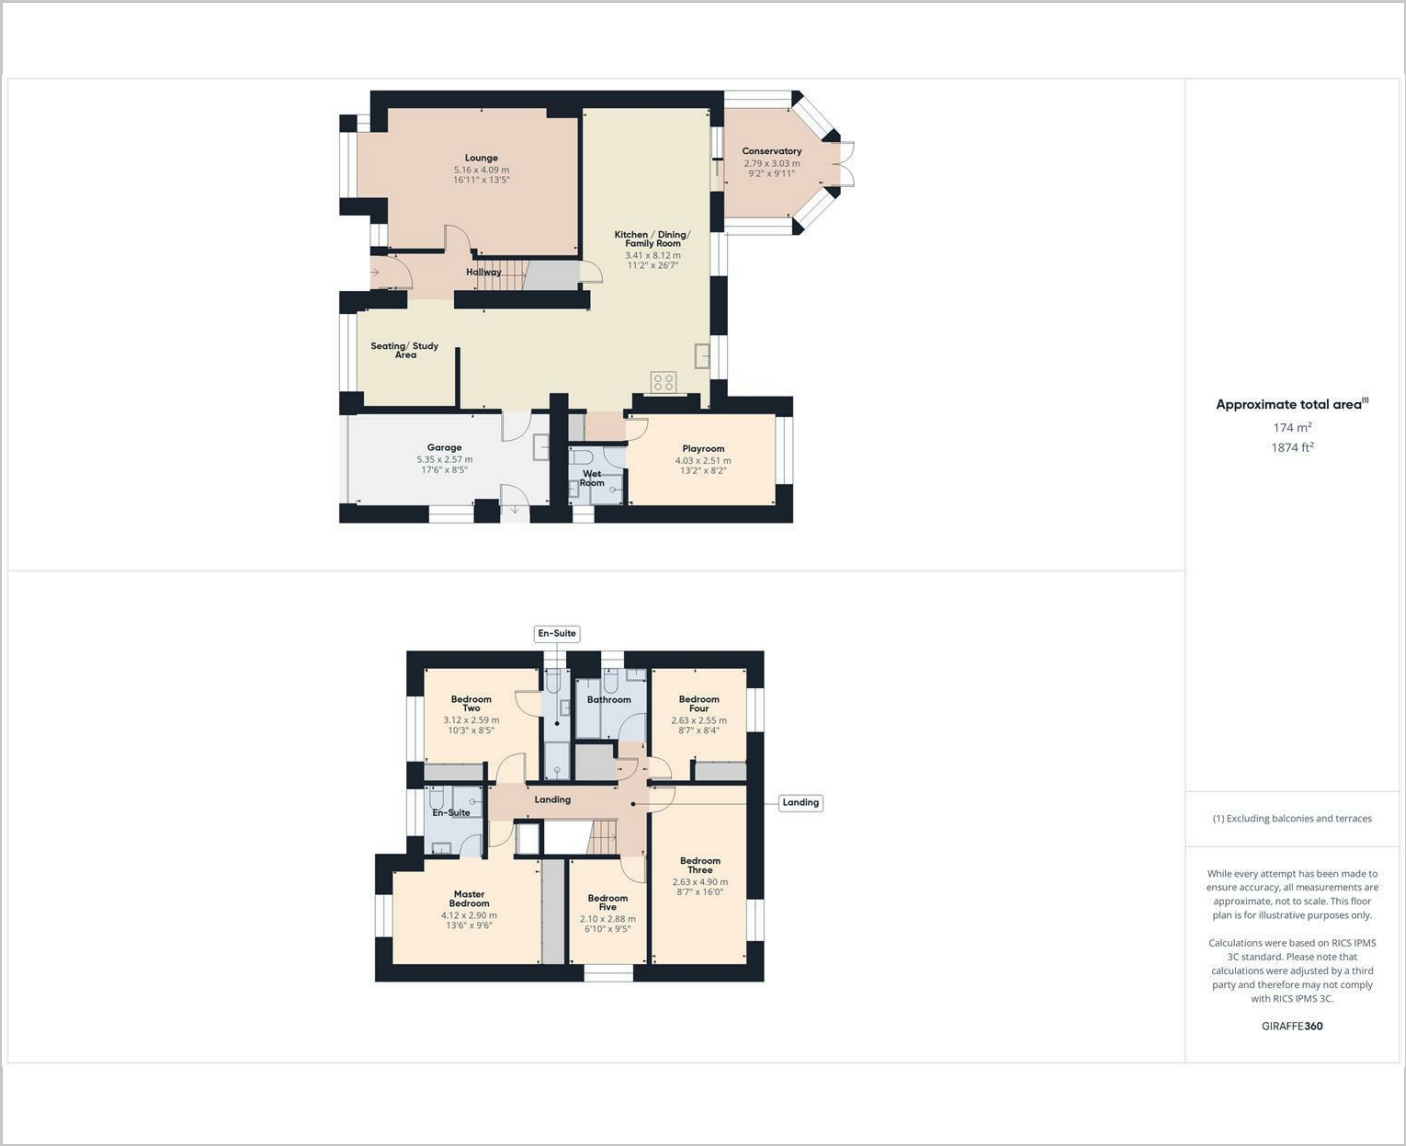 Lounge
5.16 x 4.09 m
16'11" x 13'5"
Conservatory
2.79 x 3.03 m
9'2" x 9'11"
Kitchen / Dining/
Family Room
3.41 x 8.12 m
11'2" x 26'7"
Hallway
Seating/ Study
Area
Garage
5.35 x 2.57 m
17'6" x 8'5"
Wet
Room
Playroom
4.03 x 2.51 m
13'2" x 8'2"
En-Suite
Bedroom
Two
3.12 x 2.59 m
10'3" x 8'5"
Bathroom
Bedroom
Four
2.63 x 2.55 m
8'7" x 8'4"
Landing
Landing
En-Suite
Master
Bedroom
4.12 x 2.90 m
13'6" x 9'6"
Bedroom
Five
2.10 x 2.88 m
6'10" x 9'5"
Bedroom
Three
2.63 x 4.90 m
8'7" x 16'0"
Approximate total area(1)
174 m²
1874 ft²
(1) Excluding balconies and terraces
While every attempt has been made to
ensure accuracy, all measurements are
approximate, not to scale. This floor
plan is for illustrative purposes only.
Calculations were based on RICS IPMS
3C standard. Please note that
calculations were adjusted by a third
party and therefore may not comply
with RICS IPMS 3C.
GIRAFFE360